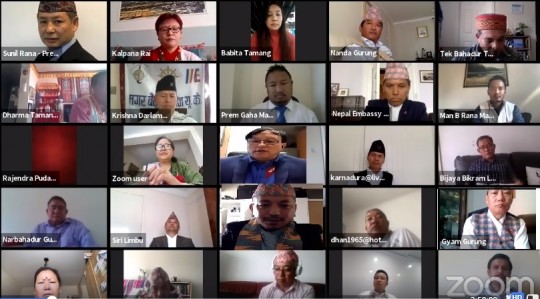 Sunil Rana - Pre...
Kalpana Rai
Babita Tamang
Nanda Gurung
Tek Bahadur T...
Dharma Taman...
Krishna Darlam...
Prem Gaha Ma...
Nepal Embassy ...
Man B Rana Ma...
Rajendra Puda...
Zoom user
karnadura@liv...
Bijaya Bikram L...
Narbahadur Gu...
Siri Limbu
dhan1965@hot...
Gyam Gurung
zoom